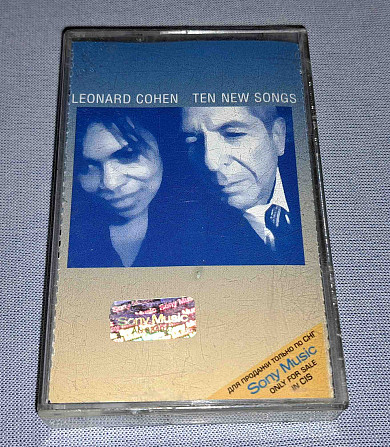 LEONARD COHEN TEN NEW SONGS
Sony Music
ДЛЯ ПРОДАЖИ ТОЛЬКО ПО СНГ
Sony Music
ONLY FOR SALE
IN CIS